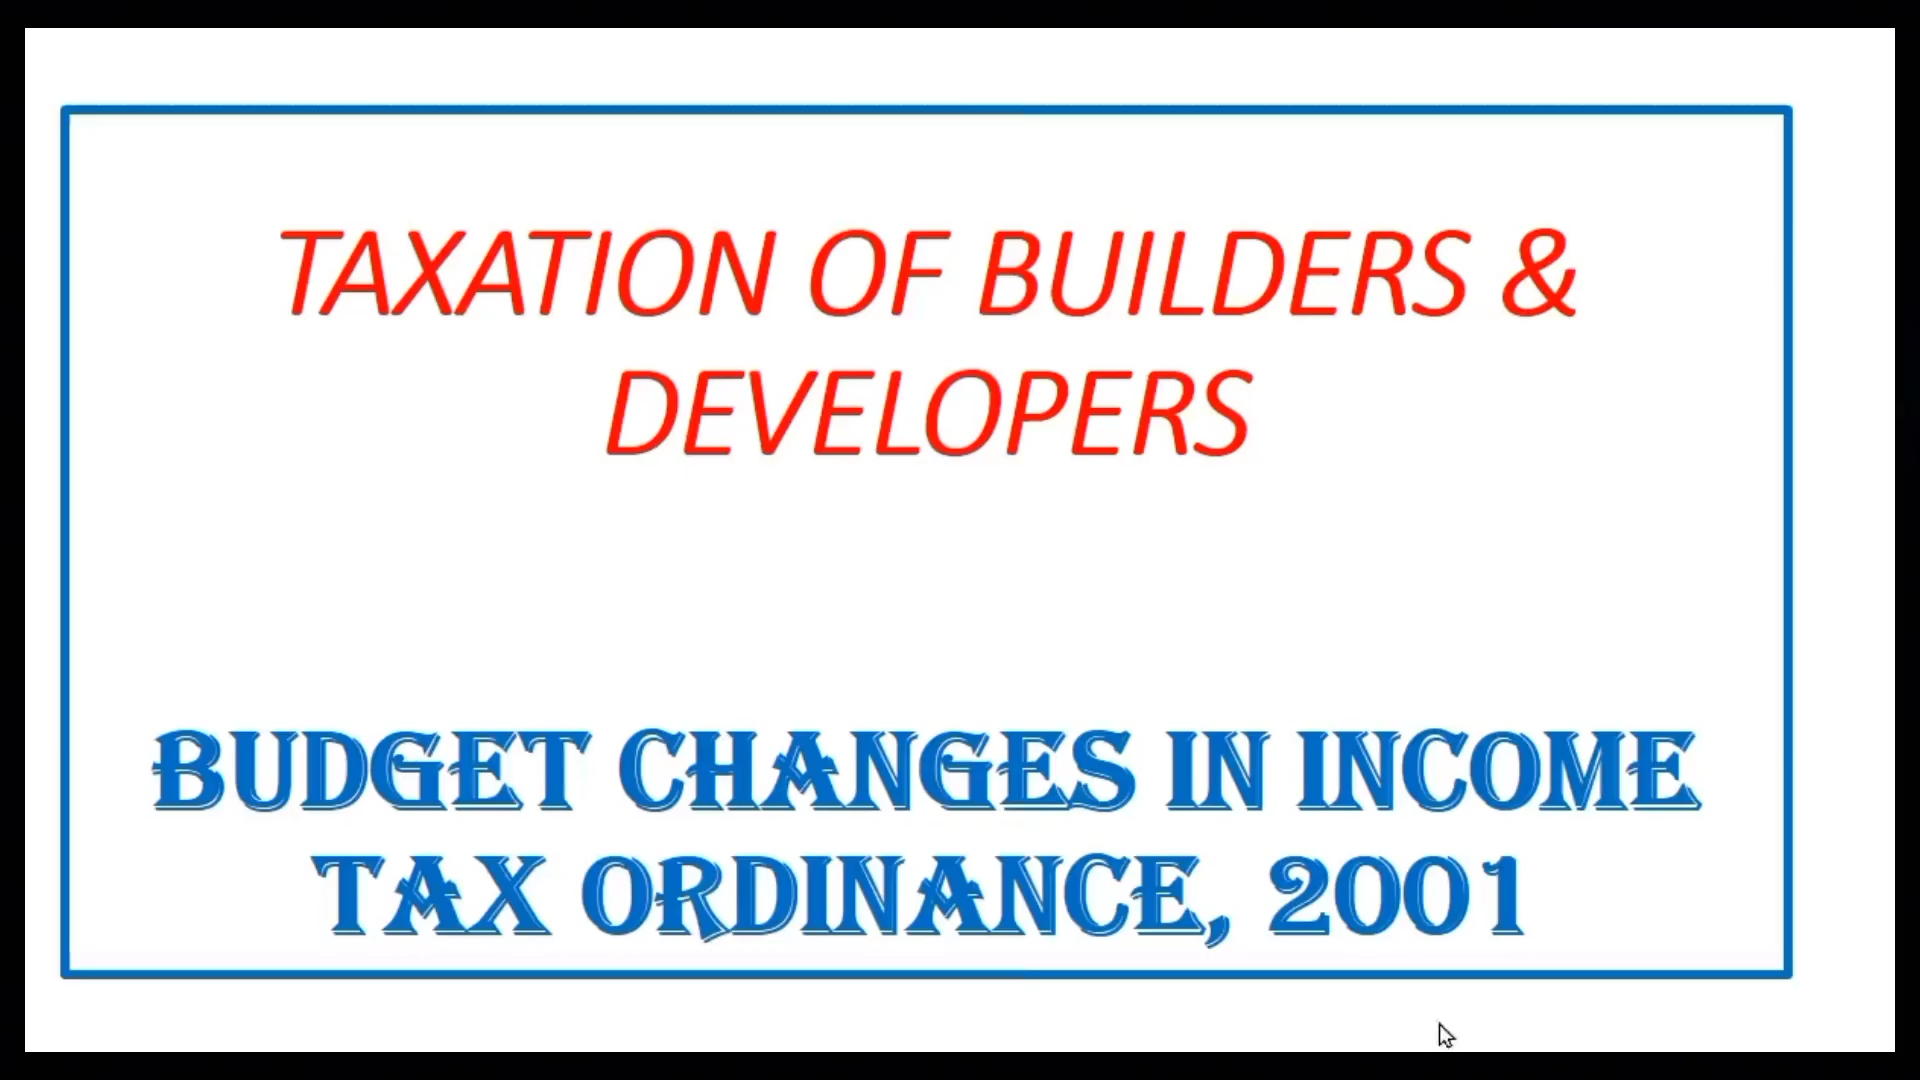 TAXATION OF BUILDERS &
DEVELOPERS
BUDGET CHANGES IN INCOME
TAX ORDINANCE, 2001